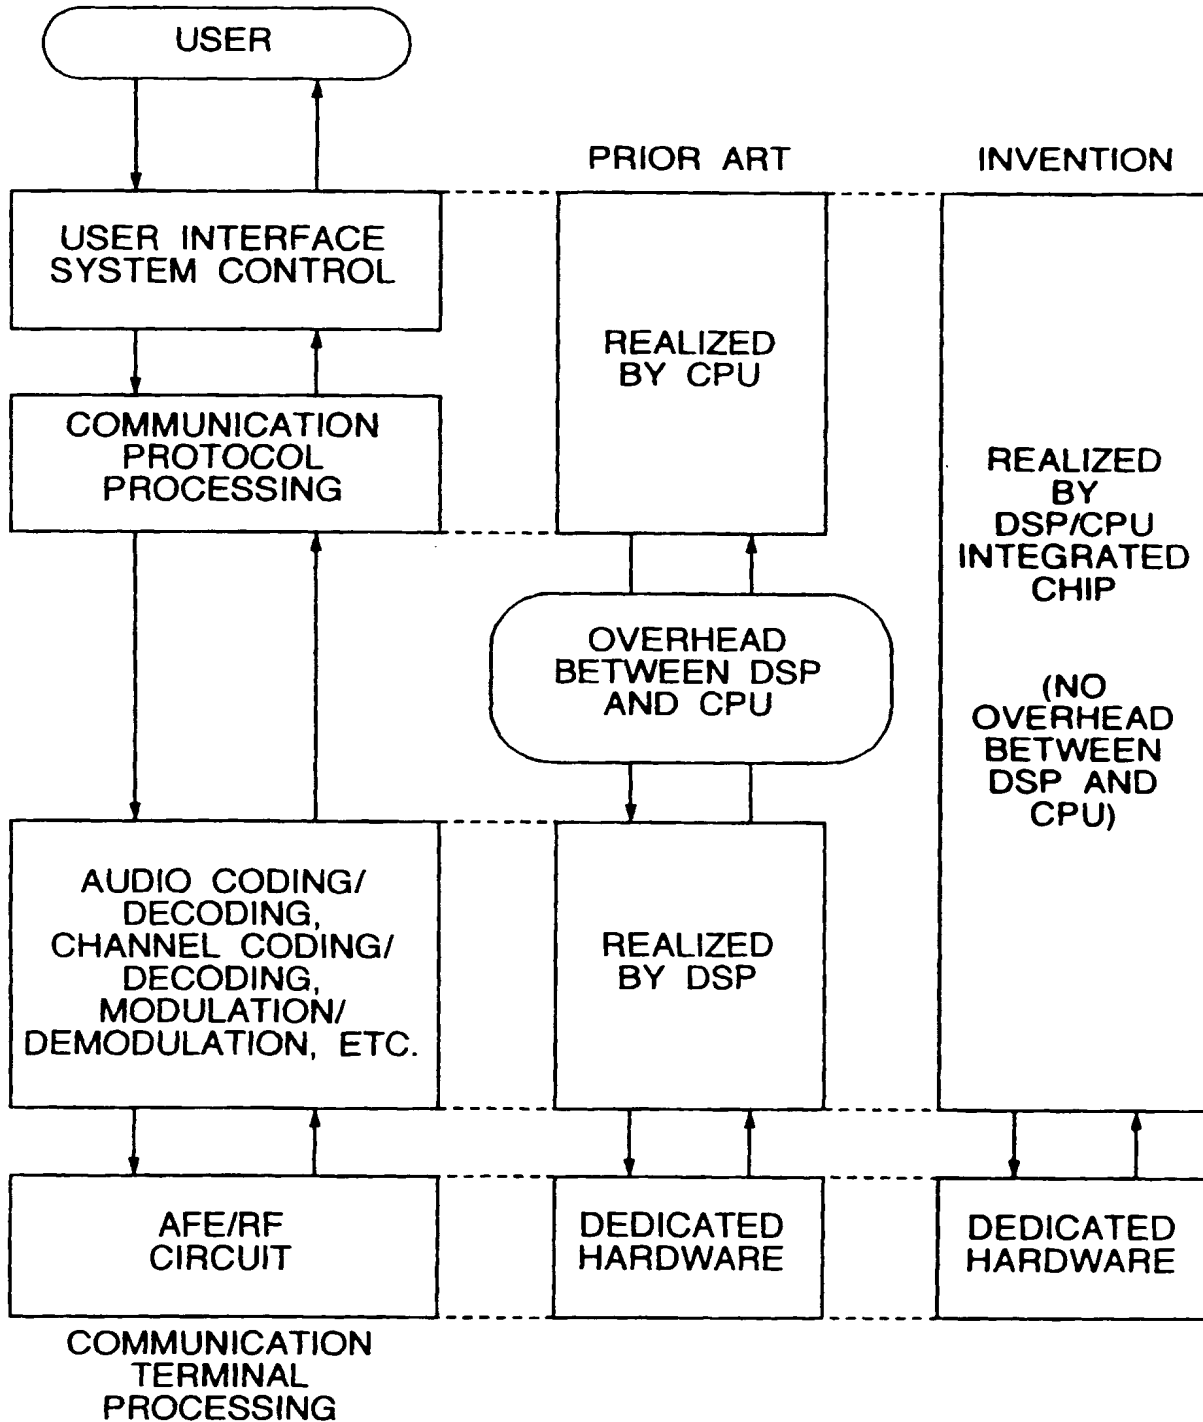 USER
PRIOR ART
INVENTION
USER INTERFACE
SYSTEM CONTROL
COMMUNICATION
PROTOCOL
PROCESSING
AUDIO CODING/
DECODING,
CHANNEL CODING/
DECODING,
MODULATION/
DEMODULATION, ETC.
AFE/RF
CIRCUIT
COMMUNICATION
TERMINAL
PROCESSING
REALIZED
BY CPU
OVERHEAD
BETWEEN DSP
AND CPU
REALIZED
BY DSP
DEDICATED
HARDWARE
REALIZED
BY
DSP/CPU
INTEGRATED
CHIP
(NO
OVERHEAD
BETWEEN
DSP AND
CPU)
DEDICATED
HARDWARE